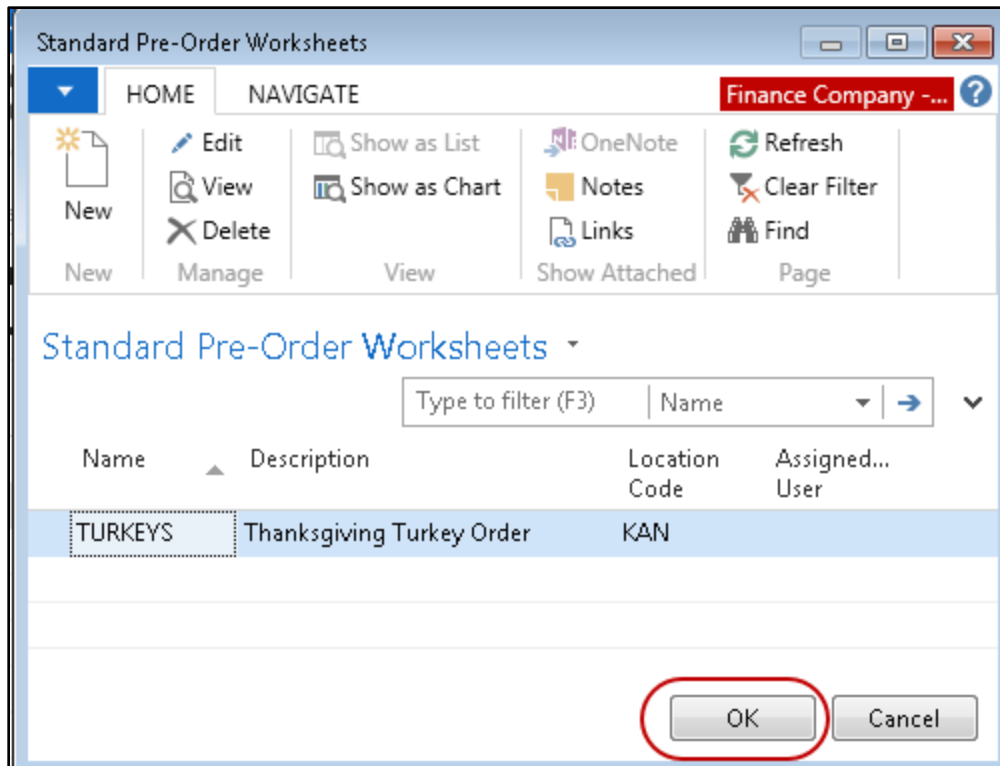 Standard Pre-Order Worksheets
HOME NAVIGATE Finance Company -...
New
Edit
View
Delete
Show as List
Show as Chart
OneNote
Notes
Links
Refresh
Clear Filter
Find
New Manage View Show Attached Page
Standard Pre-Order Worksheets
Type to filter (F3) Name
Name Description Location Code Assigned... User
TURKEYS Thanksgiving Turkey Order KAN
OK Cancel